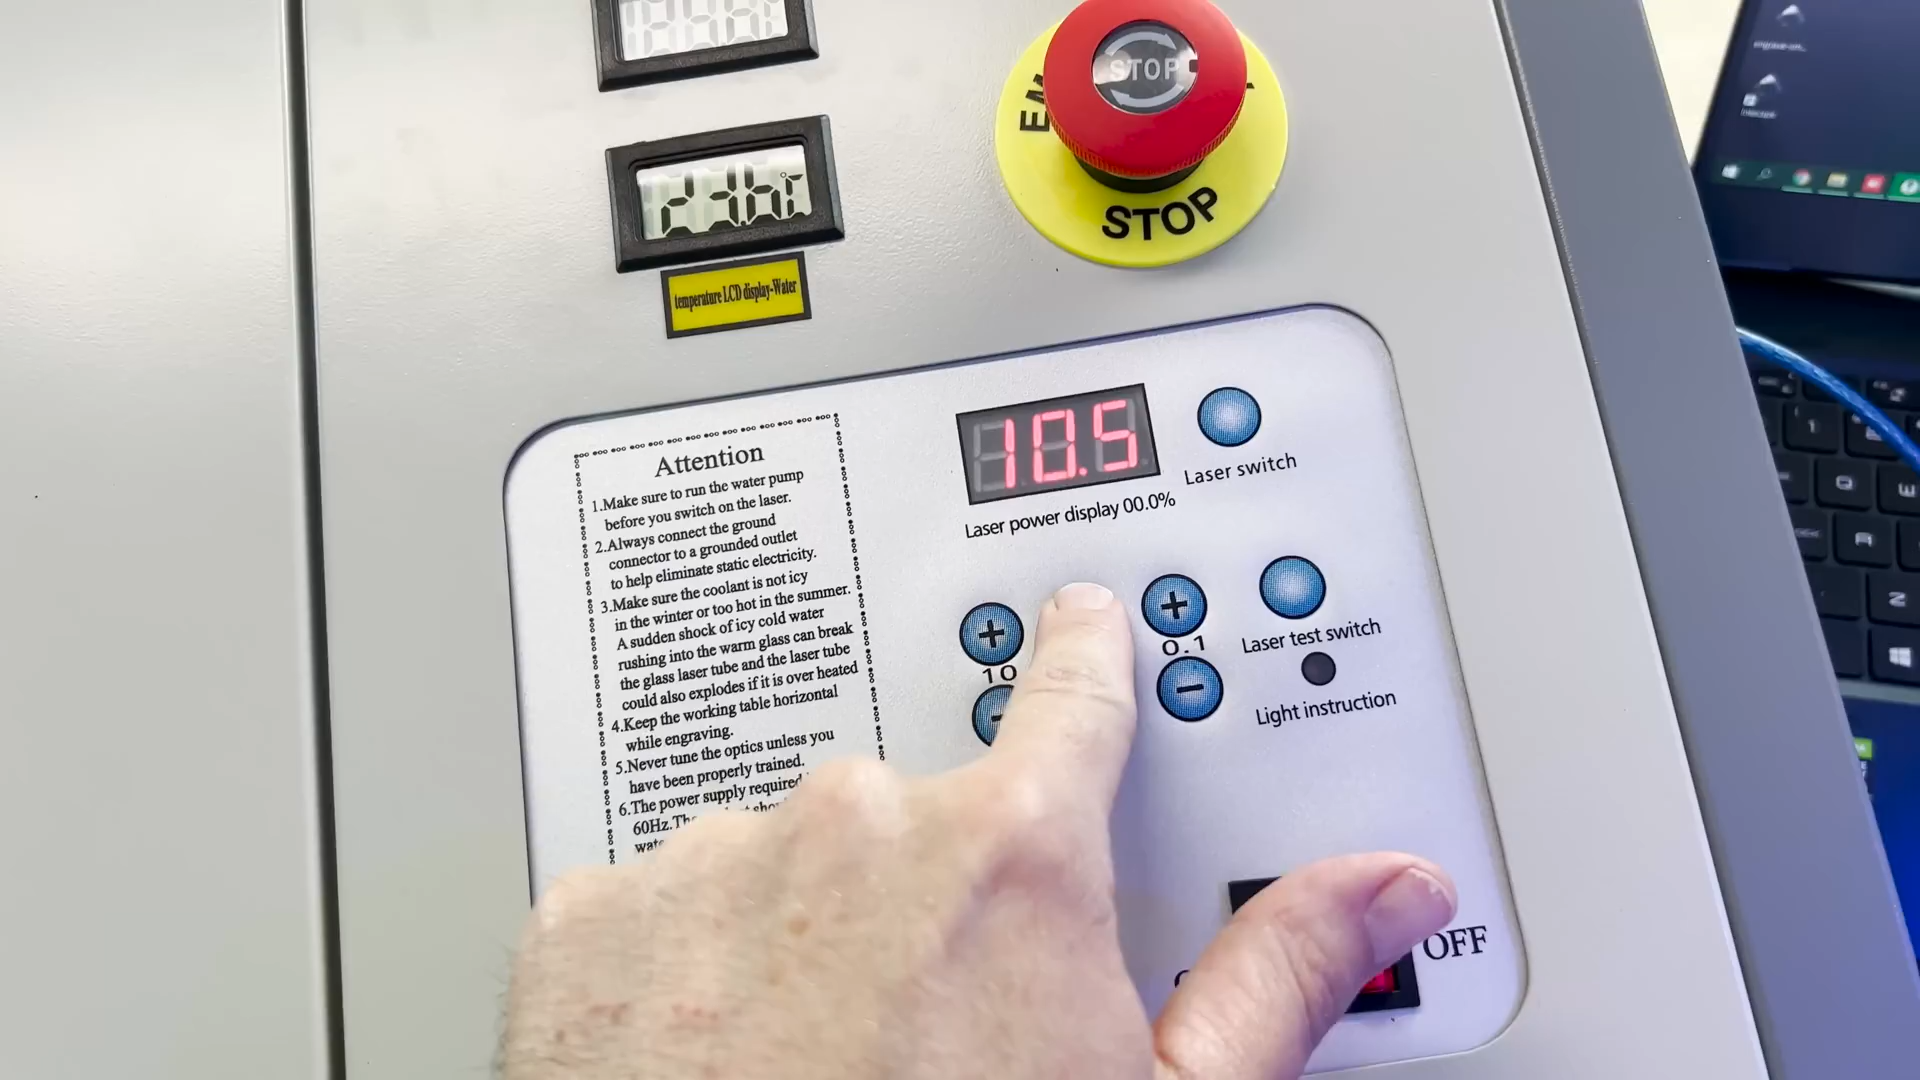 STOP
STOP
temperature LCD display-Water
10.5
Laser switch
Laser power display 00.0%
Attention
1.Make sure to run the water pump
before you switch on the laser.
2.Always connect the ground
connector to a grounded outlet
to help eliminate static electricity.
3.Make sure the coolant is not icy
in the winter or too hot in the summer.
A sudden shock of icy cold water
rushing into the warm glass can break
the glass laser tube and the laser tube
could also explodes if it is over heated
4.Keep the working table horizontal
while engraving.
5.Never tune the optics unless you
have been properly trained.
6.The power supply required
60Hz.
+
+
10
0.1
-
-
Laser test switch
Light instruction
OFF